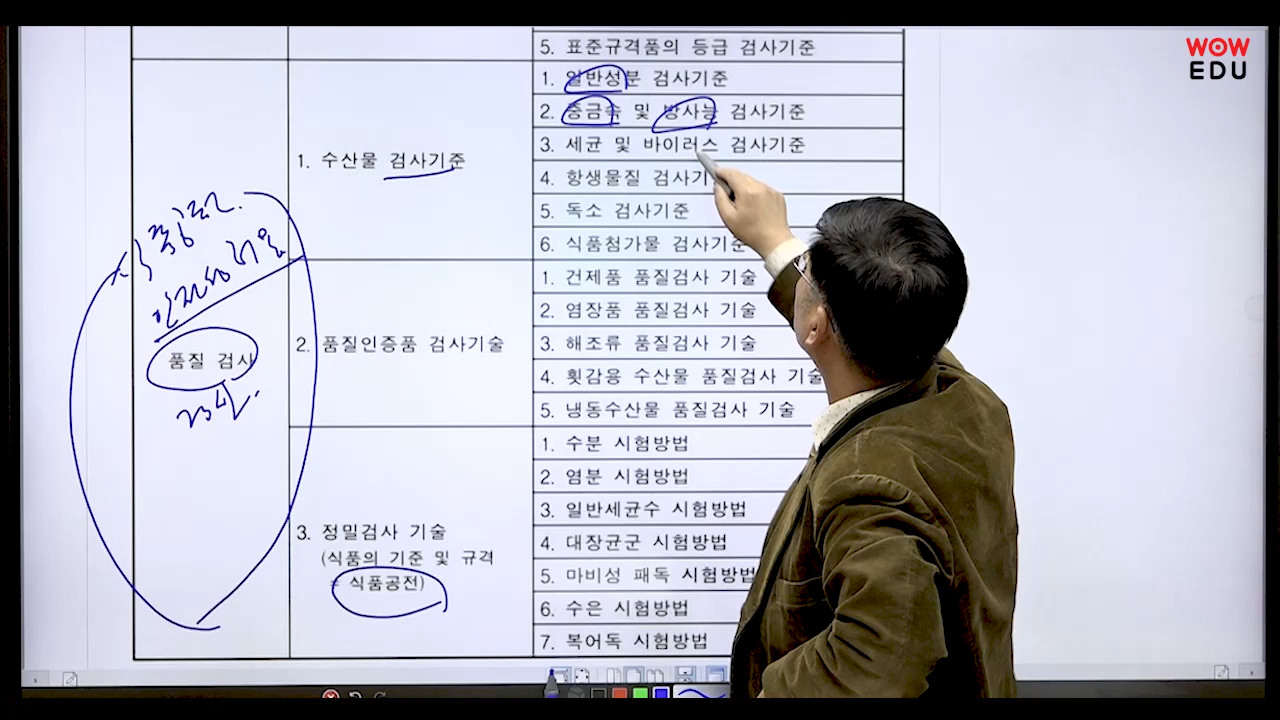 WOW
EDU
5. 표준규격품의 등급 검사기준
1. 수산물 검사기준
1. 일반성분 검사기준
2. 중금속 및 방사능 검사기준
3. 세균 및 바이러스 검사기준
4. 항생물질 검사기
5. 독소 검사기준
6. 식품첨가물 검사기준
품질 검사
2. 품질인증품 검사기술
1. 건제품 품질검사 기술
2. 염장품 품질검사 기술
3. 해조류 품질검사 기술
4. 횟감용 수산물 품질검사 기술
5. 냉동수산물 품질검사 기술
3. 정밀검사 기술
(식품의 기준 및 규격
= 식품공전)
1. 수분 시험방법
2. 염분 시험방법
3. 일반세균수 시험방법
4. 대장균군 시험방법
5. 마비성 패독 시험방법
6. 수은 시험방법
7. 복어독 시험방법